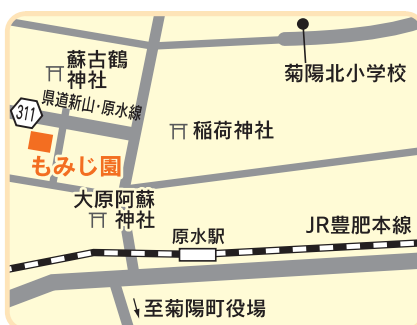 蘇古鶴
神社
菊陽北小学校
県道新山・原水線
311
稲荷神社
もみじ園
大原阿蘇
神社
原水駅
JR豊肥本線
至菊陽町役場